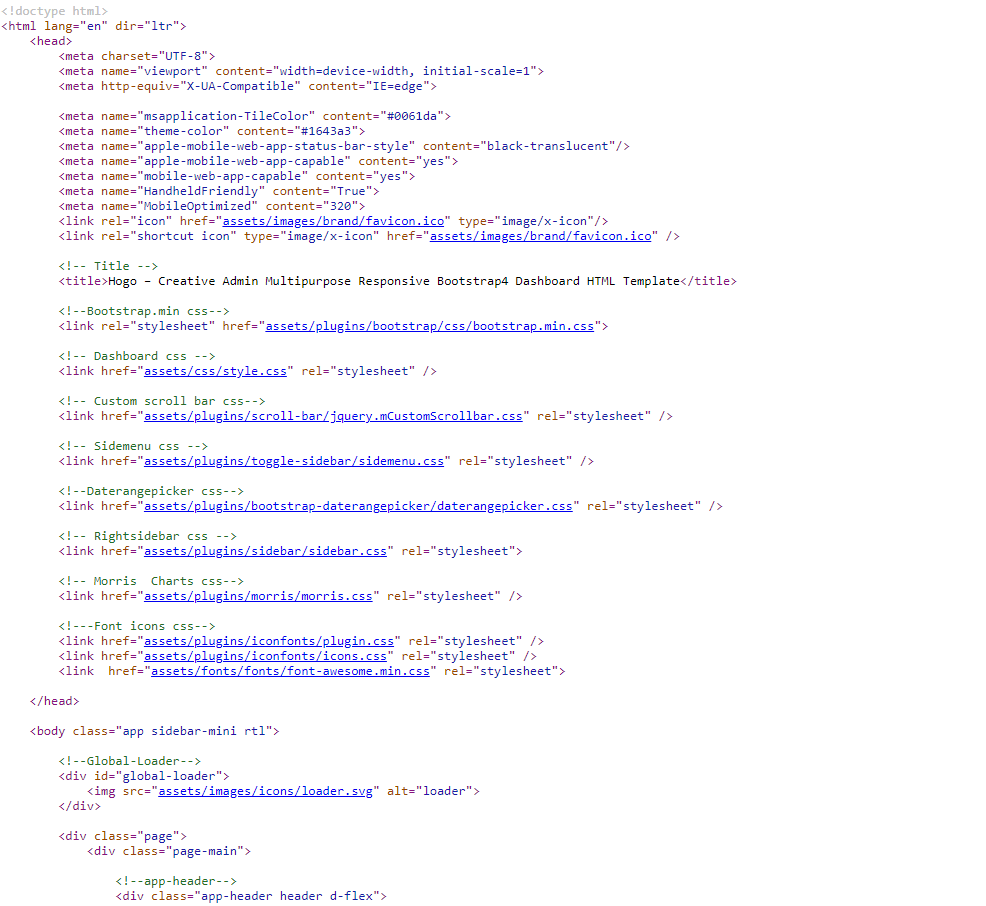 <!doctype html>
<html lang="en" dir="ltr">
<head>
<meta charset="UTF-8">
<meta name="viewport" content="width=device-width, initial-scale=1">
<meta http-equiv="X-UA-Compatible" content="IE=edge">
<meta name="msapplication-TileColor" content="#0061da">
<meta name="theme-color" content="#1643a3">
<meta name="apple-mobile-web-app-status-bar-style" content="black-translucent"/>
<meta name="apple-mobile-web-app-capable" content="yes">
<meta name="mobile-web-app-capable" content="yes">
<meta name="HandheldFriendly" content="True">
<meta name="MobileOptimized" content="320">
<link rel="icon" href="assets/images/brand/favicon.ico" type="image/x-icon"/>
<link rel="shortcut icon" type="image/x-icon" href="assets/images/brand/favicon.ico" />
<!-- Title -->
<title>Hogo – Creative Admin Multipurpose Responsive Bootstrap4 Dashboard HTML Template</title>
<!--Bootstrap.min css-->
<link rel="stylesheet" href="assets/plugins/bootstrap/css/bootstrap.min.css">
<!-- Dashboard css -->
<link href="assets/css/style.css" rel="stylesheet" />
<!-- Custom scroll bar css-->
<link href="assets/plugins/scroll-bar/jquery.mCustomScrollbar.css" rel="stylesheet" />
<!-- Sidemenu css -->
<link href="assets/plugins/toggle-sidebar/sidemenu.css" rel="stylesheet" />
<!--Daterangepicker css-->
<link href="assets/plugins/bootstrap-daterangepicker/daterangepicker.css" rel="stylesheet" />
<!-- Rightsidebar css -->
<link href="assets/plugins/sidebar/sidebar.css" rel="stylesheet">
<!-- Morris  Charts css-->
<link href="assets/plugins/morris/morris.css" rel="stylesheet" />
<!---Font icons css-->
<link href="assets/plugins/iconfonts/plugin.css" rel="stylesheet" />
<link href="assets/plugins/iconfonts/icons.css" rel="stylesheet" />
<link  href="assets/fonts/fonts/font-awesome.min.css" rel="stylesheet">
</head>
<body class="app sidebar-mini rtl">
<!--Global-Loader-->
<div id="global-loader">
<img src="assets/images/icons/loader.svg" alt="loader">
</div>
<div class="page">
<div class="page-main">
<!--app-header-->
<div class="app-header header d-flex">